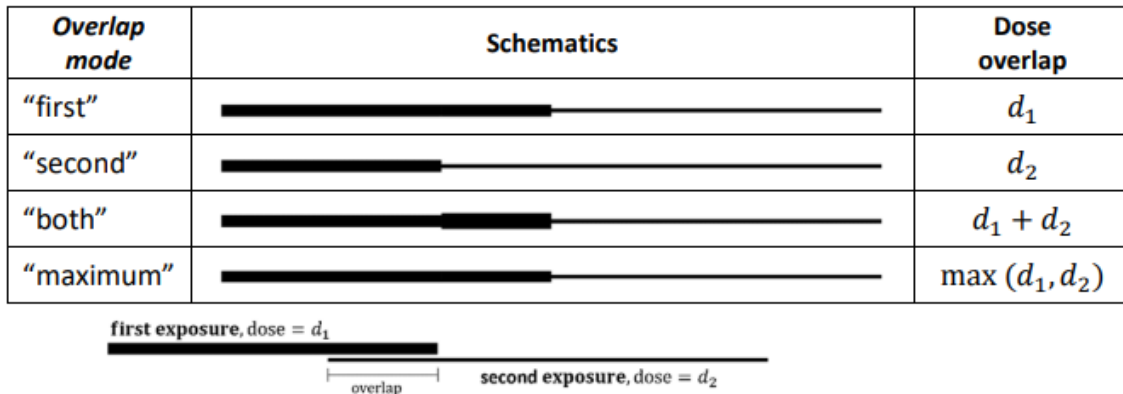 Overlap mode Schematics Dose overlap
“first” d₁
“second” d₂
“both” d₁ + d₂
“maximum” max (d₁, d₂)
first exposure, dose = d₁
overlap second exposure, dose = d₂